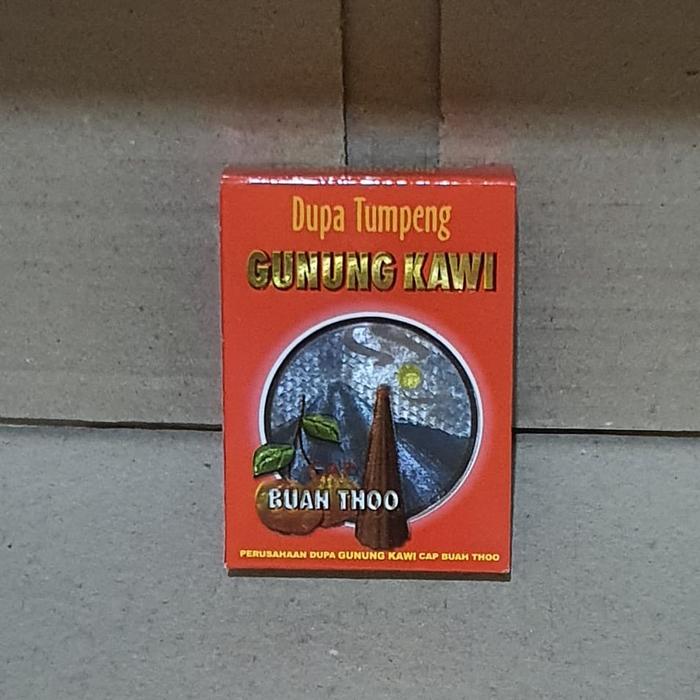 Dupa Tumpeng
GUNUNG KAWI
BUAH THOO
PERUSAHAAN DUPA GUNUNG KAWI CAP BUAH THOO